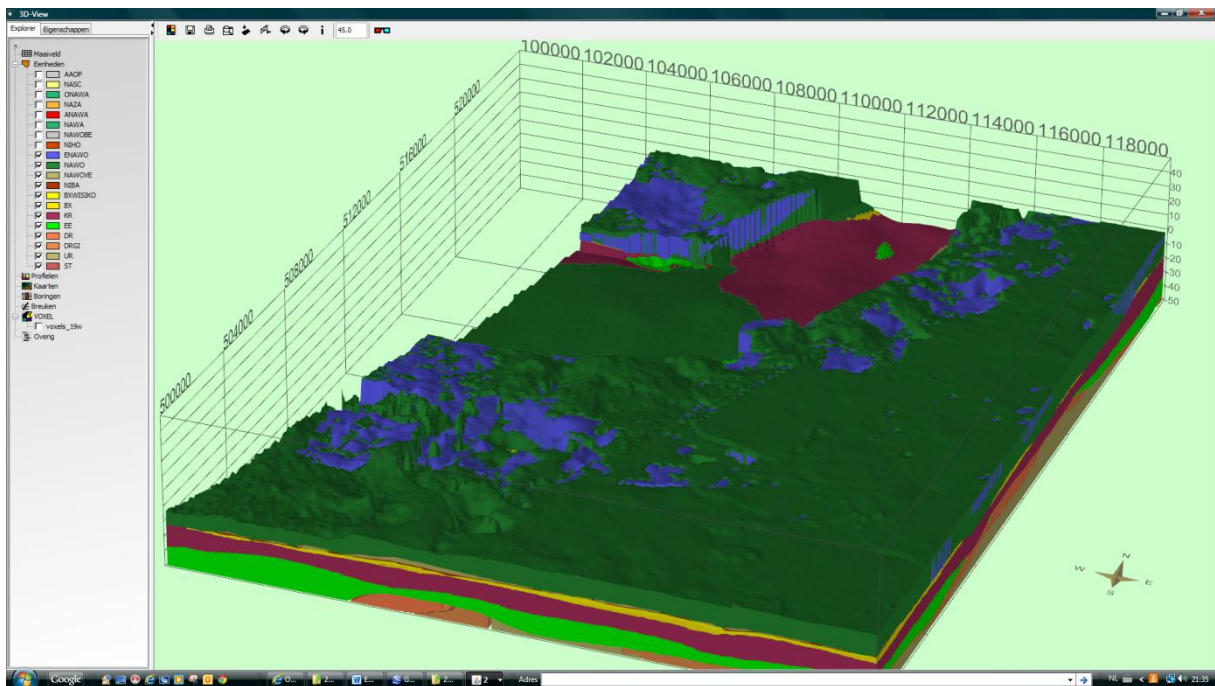 3D-View
Explorer Eigenschappen
45.0
Maaiveld
Eenheden
AAOP
NASC
ONAWA
NAZA
ANAWA
NAWA
NAWOBE
NIHO
ENAWO
NAWO
NAWOVE
NIBA
BXWISIKO
BX
KR
EE
DR
DRGI
UR
ST
Profielen
Kaarten
Boringen
Breuken
VOXEL
voxels_19w
Overig
100000 102000 104000 106000 108000 110000 112000 114000 116000 118000
520000
516000
512000
508000
504000
500000
40
30
20
10
0
-10
-20
-30
-40
-50
N
W
E
S
Google
O...
2...
E...
G...
2...
2
Adres
NL
21:35